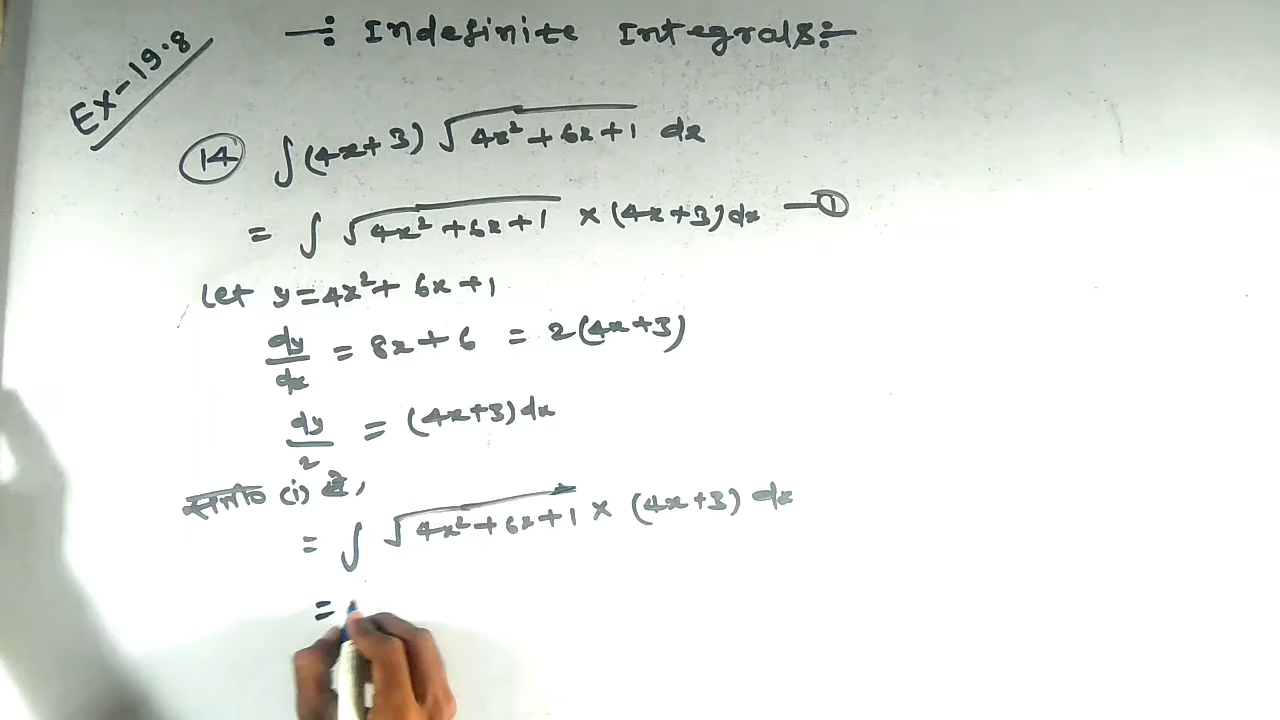 ÷ Indefinite Integrals ÷
Ex-19.8
14 ∫(4x+3) √4x²+6x+1 dx
= ∫ √4x²+6x+1 × (4x+3)dx —①
Let y=4x²+6x+1
dy/dx = 8x+6 = 2(4x+3)
dy/2 = (4x+3)dx
समी० (i) से,
= ∫ √4x²+6x+1 × (4x+3) dx
=